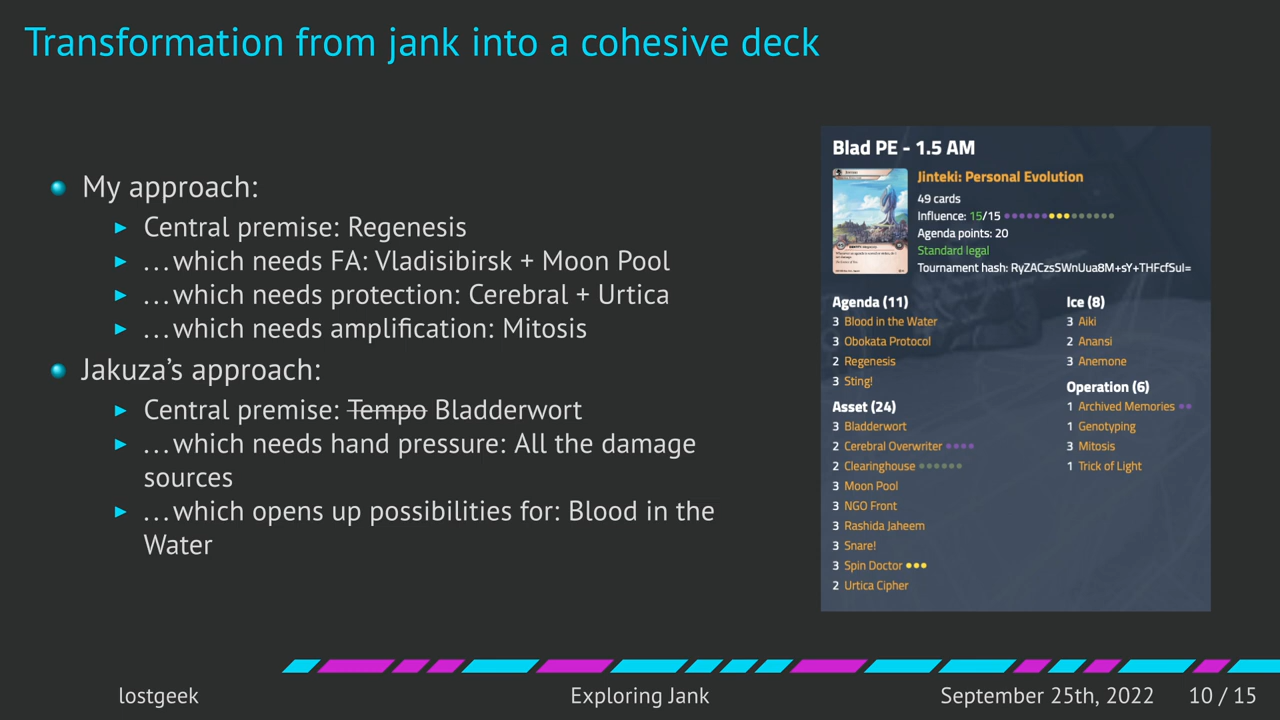 Transformation from jank into a cohesive deck
My approach:
Central premise: Regenesis
...which needs FA: Vladisibirsk + Moon Pool
...which needs protection: Cerebral + Urtica
...which needs amplification: Mitosis
Jakuza's approach:
Central premise: Tempo Bladderwort
...which needs hand pressure: All the damage
sources
...which opens up possibilities for: Blood in the
Water
Blad PE - 1.5 AM
Jinteki: Personal Evolution
49 cards
Influence: 15/15
Agenda points: 20
Standard legal
Tournament hash: RyZACzsSWnUua8M+sY+THFcfSuI=
Agenda (11)
3 Blood in the Water
3 Obokata Protocol
2 Regenesis
3 Sting!
Asset (24)
3 Bladderwort
2 Cerebral Overwriter
2 Clearinghouse
3 Moon Pool
3 NGO Front
3 Rashida Jaheem
3 Snare!
3 Spin Doctor
2 Urtica Cipher
Ice (8)
3 Aiki
2 Anansi
3 Anemone
Operation (6)
1 Archived Memories
1 Genotyping
3 Mitosis
1 Trick of Light
lostgeek
Exploring Jank
September 25th, 2022
10 / 15